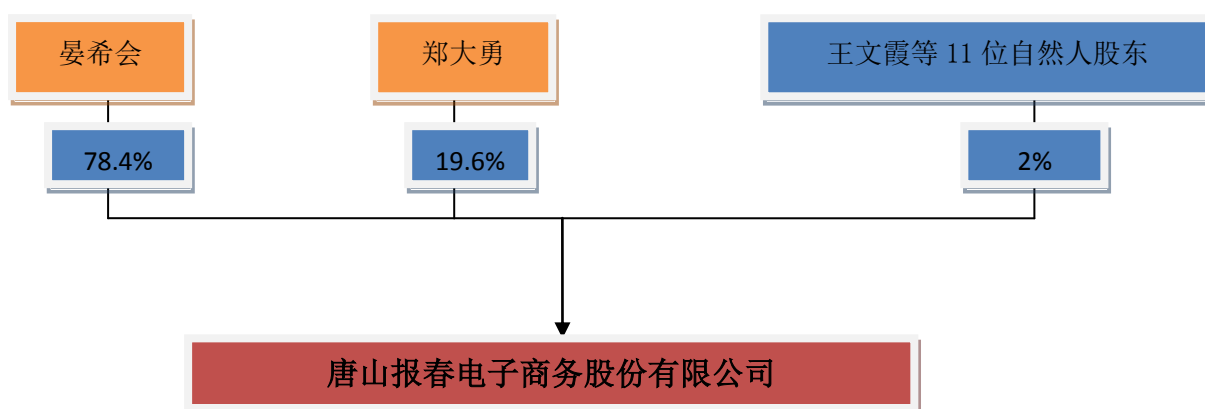 晏希会
郑大勇
王文霞等 11 位自然人股东
78.4%
19.6%
2%
唐山报春电子商务股份有限公司